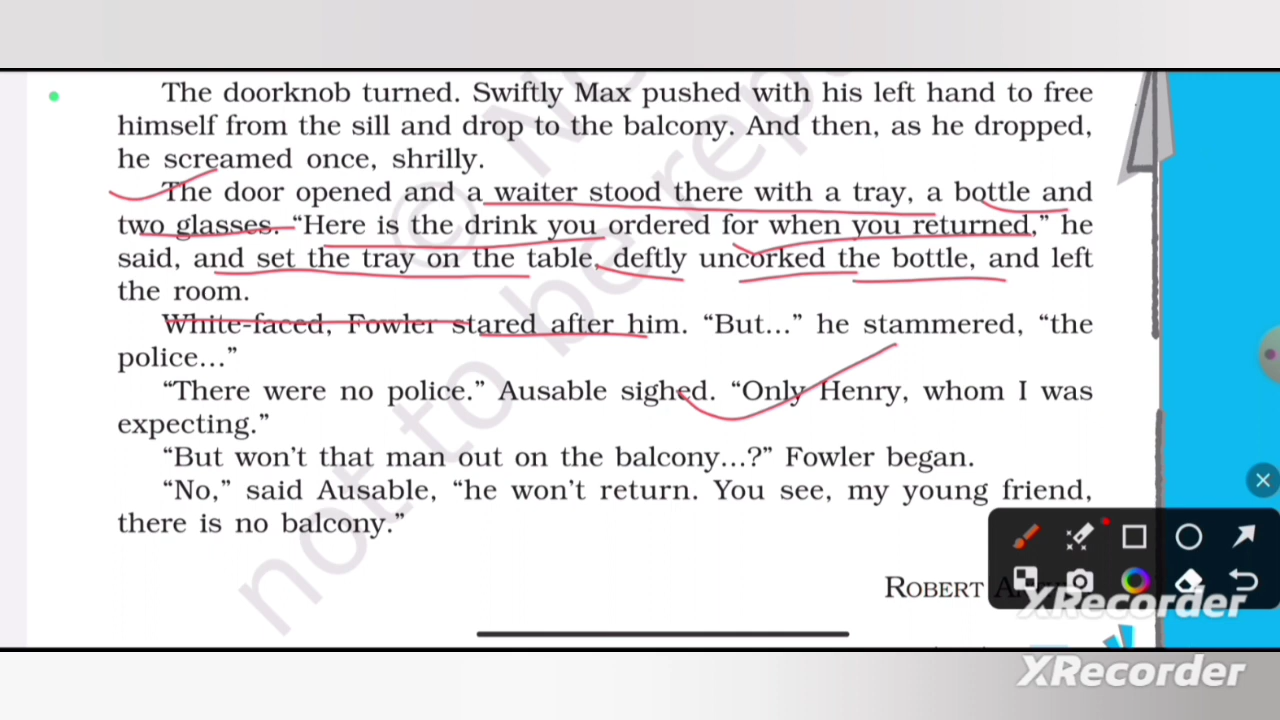 The doorknob turned. Swiftly Max pushed with his left hand to free
himself from the sill and drop to the balcony. And then, as he dropped,
he screamed once, shrilly.
The door opened and a waiter stood there with a tray, a bottle and
two glasses. “Here is the drink you ordered for when you returned,” he
said, and set the tray on the table, deftly uncorked the bottle, and left
the room.
White-faced, Fowler stared after him. “But...” he stammered, “the
police...”
“There were no police.” Ausable sighed. “Only Henry, whom I was
expecting.”
“But won’t that man out on the balcony...?” Fowler began.
“No,” said Ausable, “he won’t return. You see, my young friend,
there is no balcony.”
ROBERT
XRecorder
XRecorder
not to be
© N